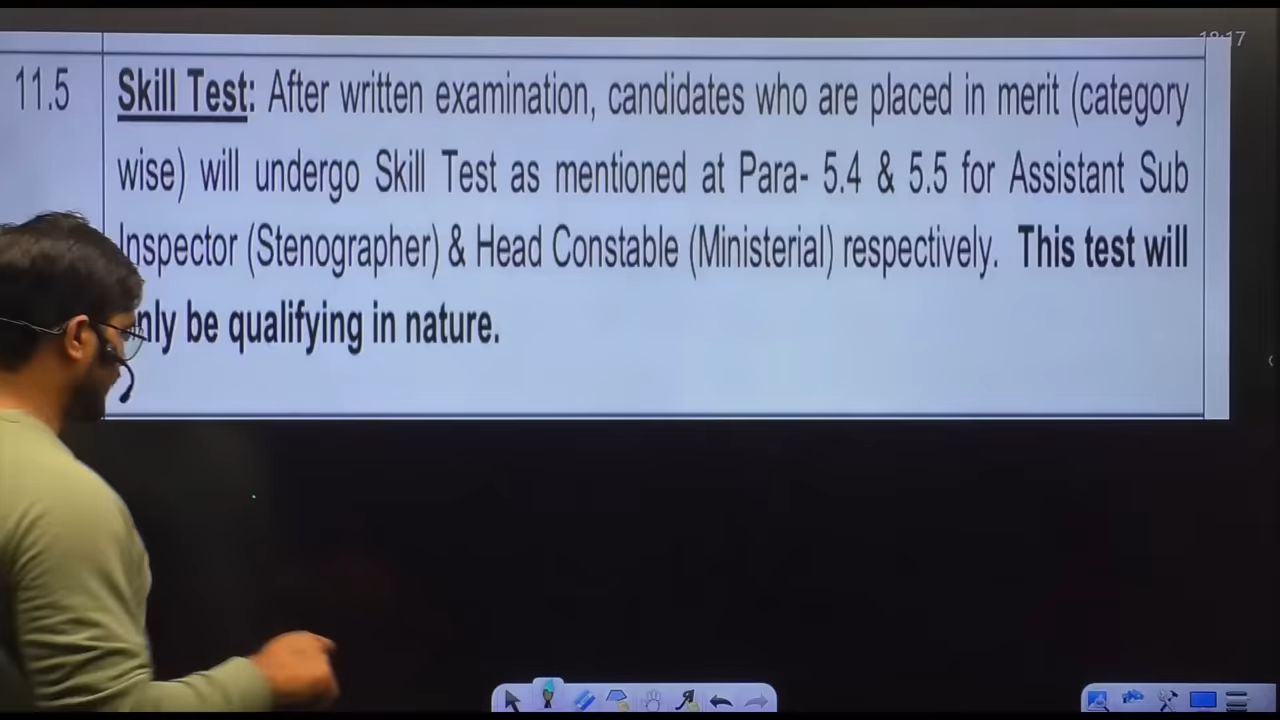 11.5 Skill Test: After written examination, candidates who are placed in merit (category
wise) will undergo Skill Test as mentioned at Para- 5.4 & 5.5 for Assistant Sub
Inspector (Stenographer) & Head Constable (Ministerial) respectively. This test will
be qualifying in nature.